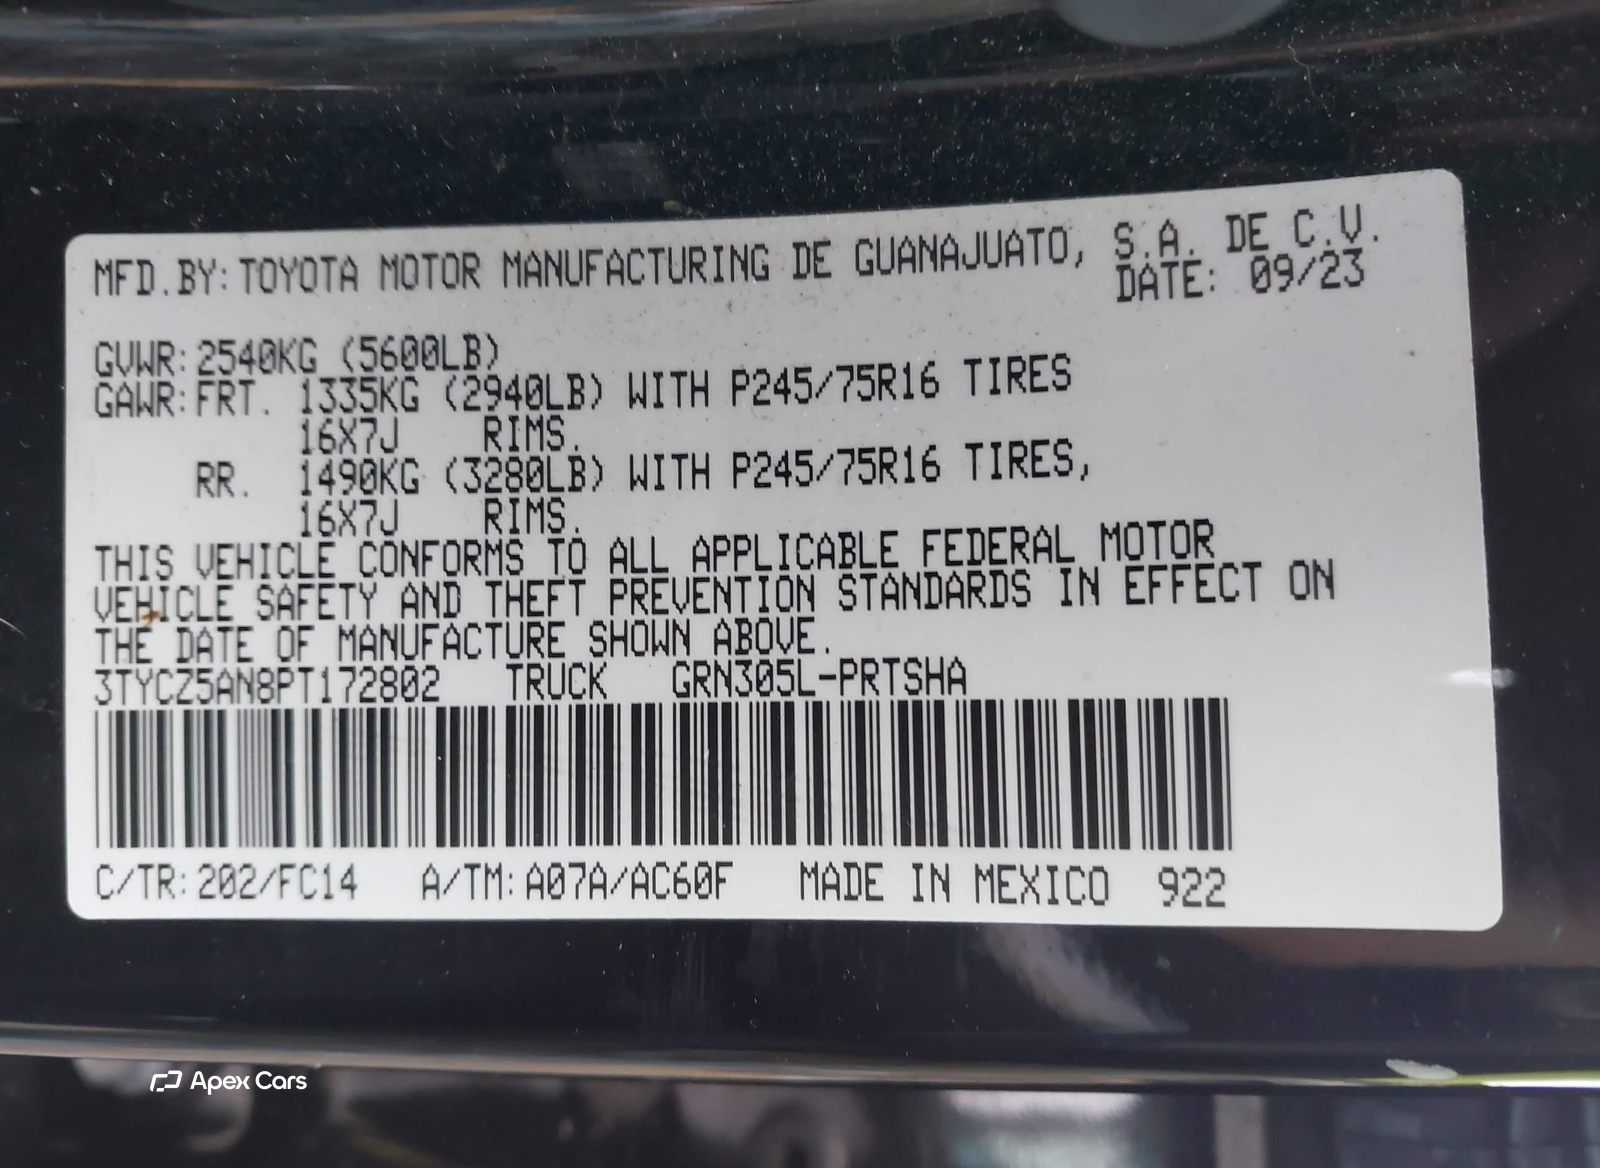 MFD.BY: TOYOTA MOTOR MANUFACTURING DE GUANAJUATO, S.A. DE C.V.
DATE: 09/23
GVWR: 2540KG (5600LB)
GAWR: FRT. 1335KG (2940LB) WITH P245/75R16 TIRES
16X7J RIMS.
RR. 1490KG (3280LB) WITH P245/75R16 TIRES,
16X7J RIMS.
THIS VEHICLE CONFORMS TO ALL APPLICABLE FEDERAL MOTOR
VEHICLE SAFETY AND THEFT PREVENTION STANDARDS IN EFFECT ON
THE DATE OF MANUFACTURE SHOWN ABOVE.
3TYCZ5AN8PT172802 TRUCK GRN305L-PRTSHA
C/TR: 202/FC14 A/TM: A07A/AC60F MADE IN MEXICO 922
Apex Cars